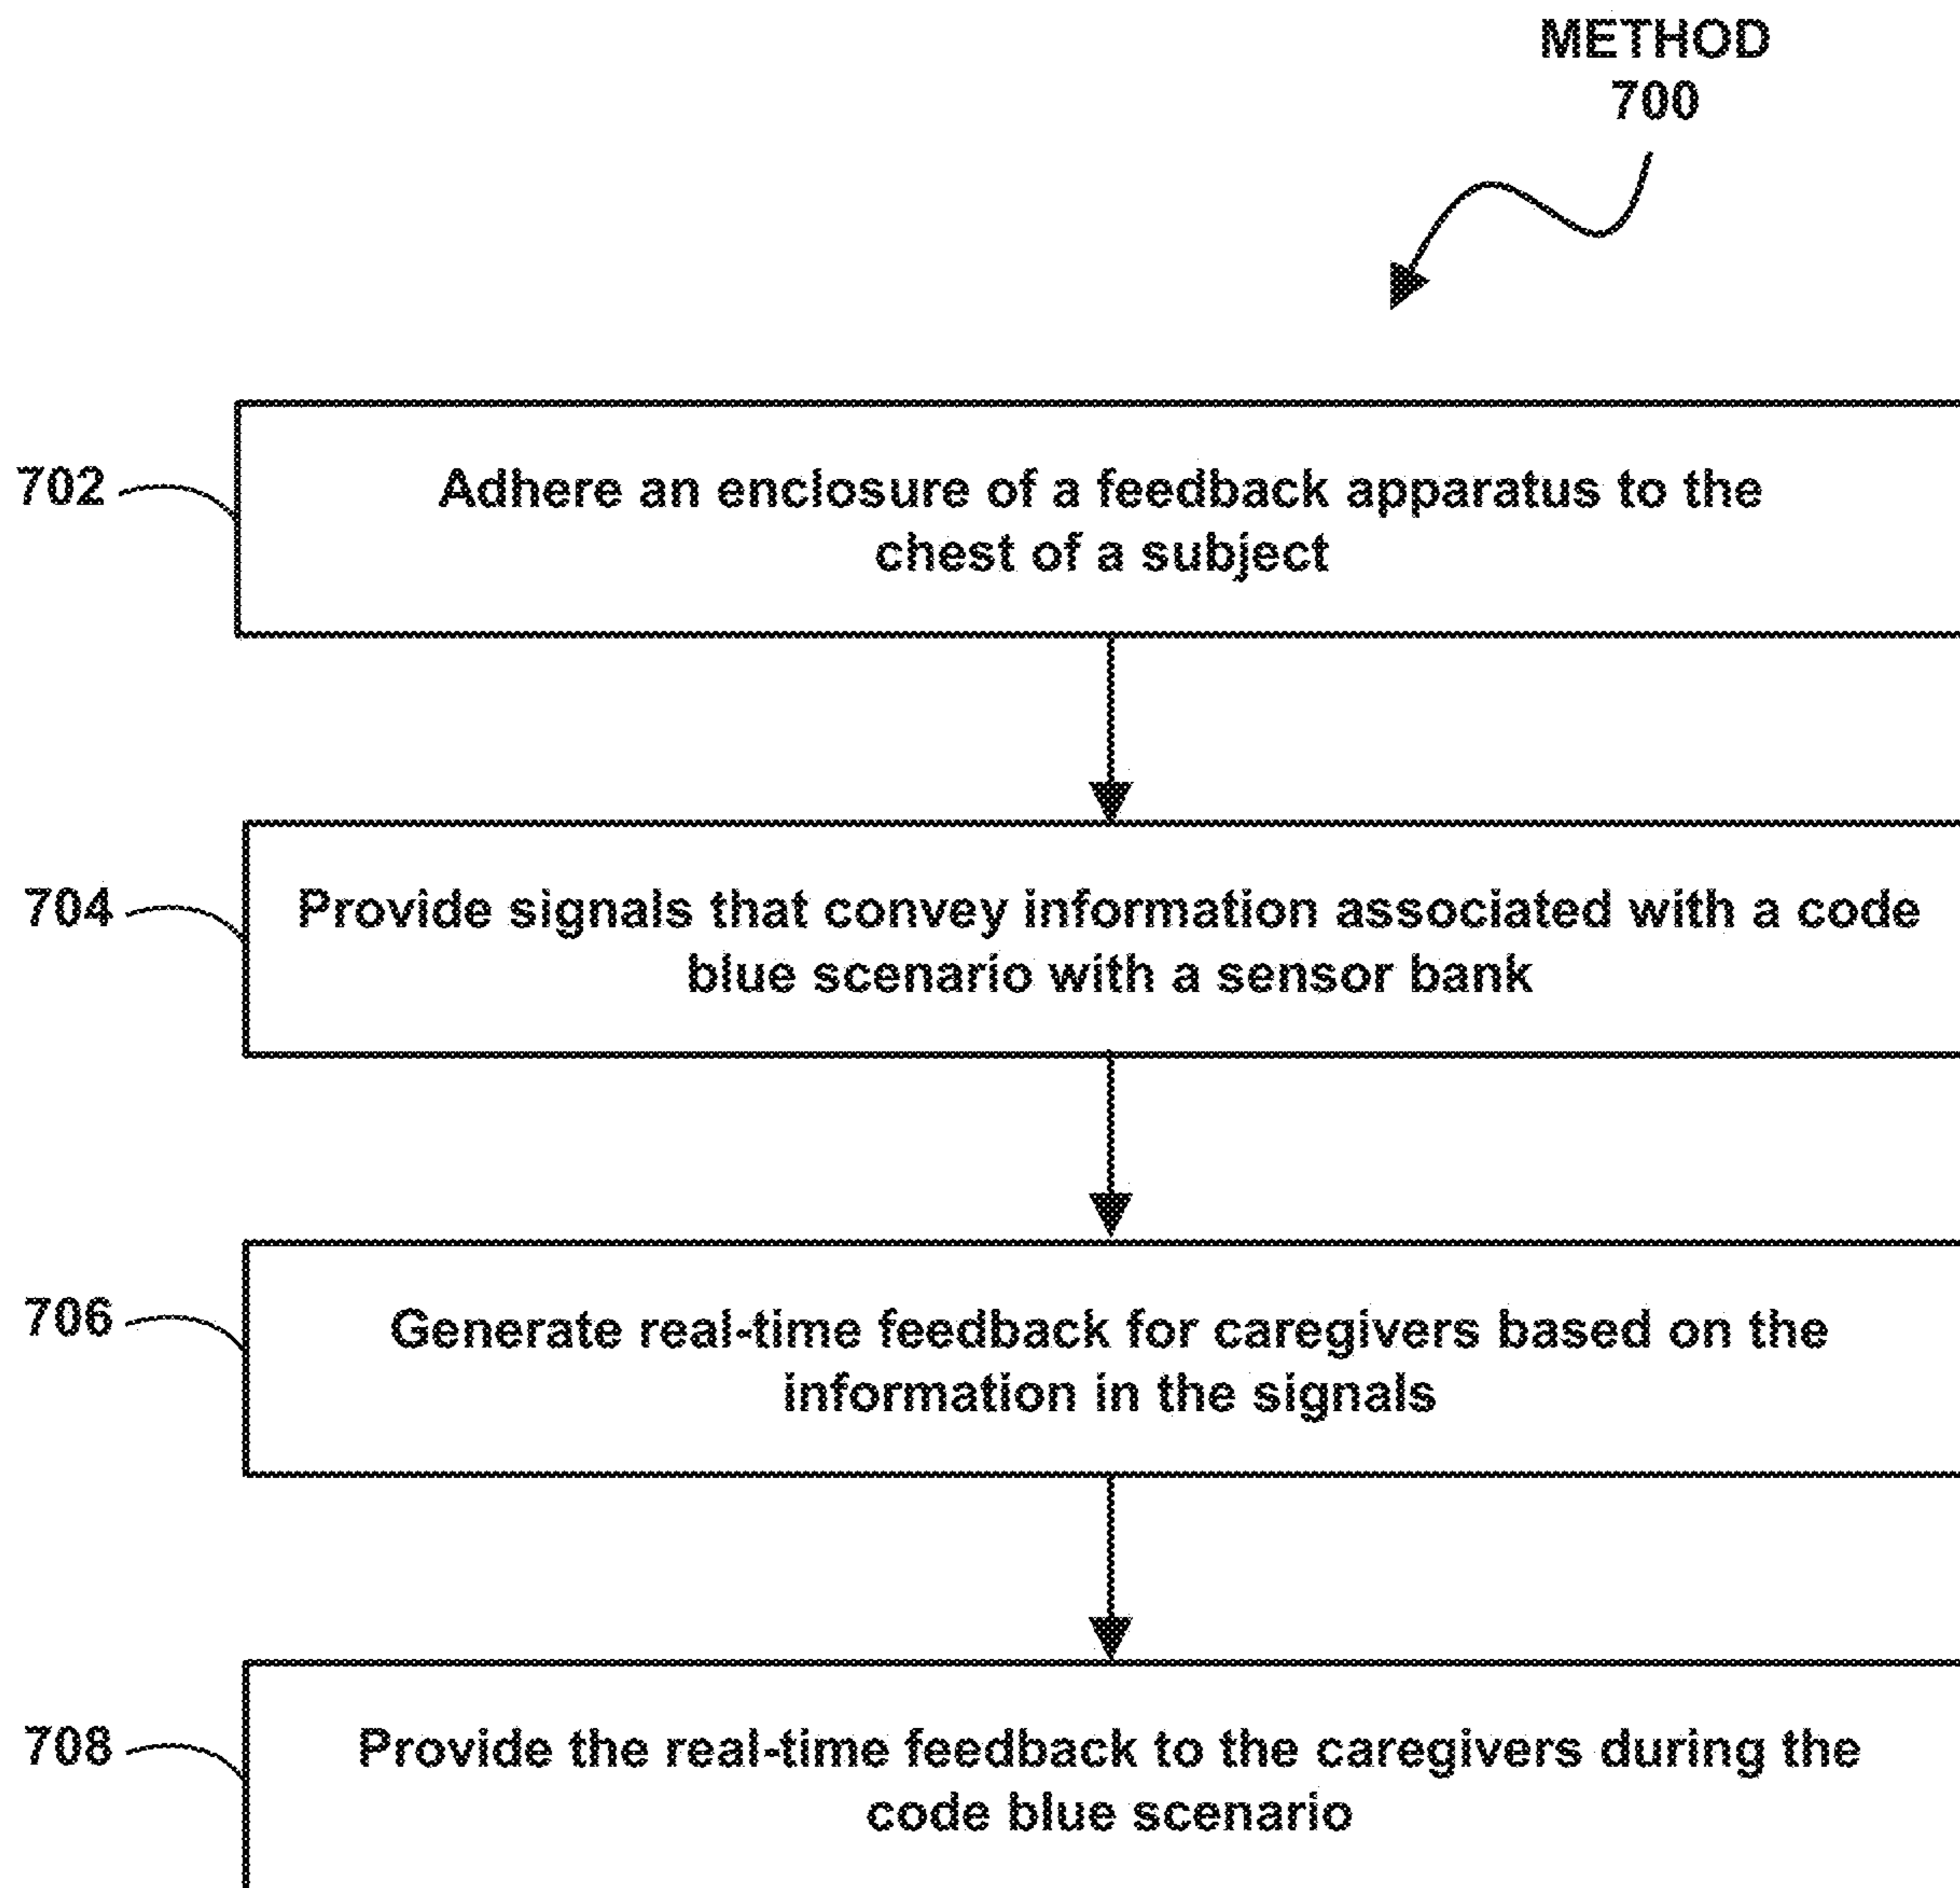 METHOD
700
702
Adhere an enclosure of a feedback apparatus to the
chest of a subject
704
Provide signals that convey information associated with a code
blue scenario with a sensor bank
706
Generate real-time feedback for caregivers based on the
information in the signals
708
Provide the real-time feedback to the caregivers during the
code blue scenario